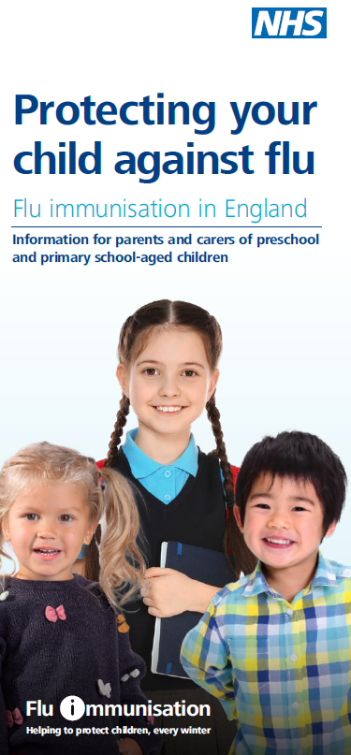 NHS
Protecting your
child against flu
Flu immunisation in England
Information for parents and carers of preschool
and primary school-aged children
Flu immunisation
Helping to protect children, every winter